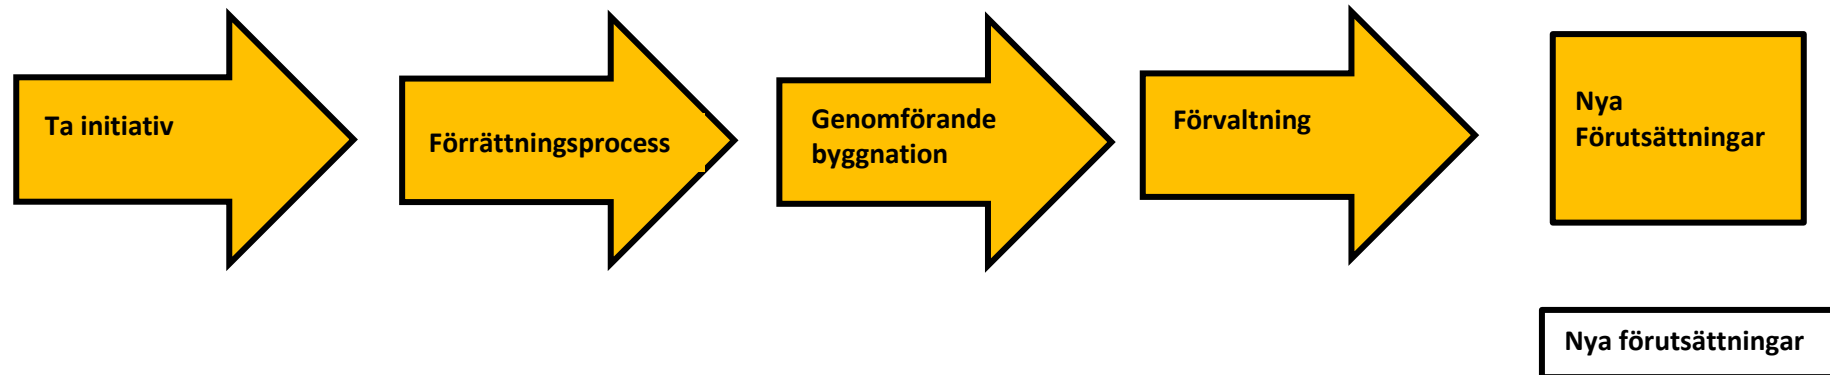 Ta initiativ
Förrättningsprocess
Genomförande
byggnation
Förvaltning
Nya
Förutsättningar
Nya förutsättningar